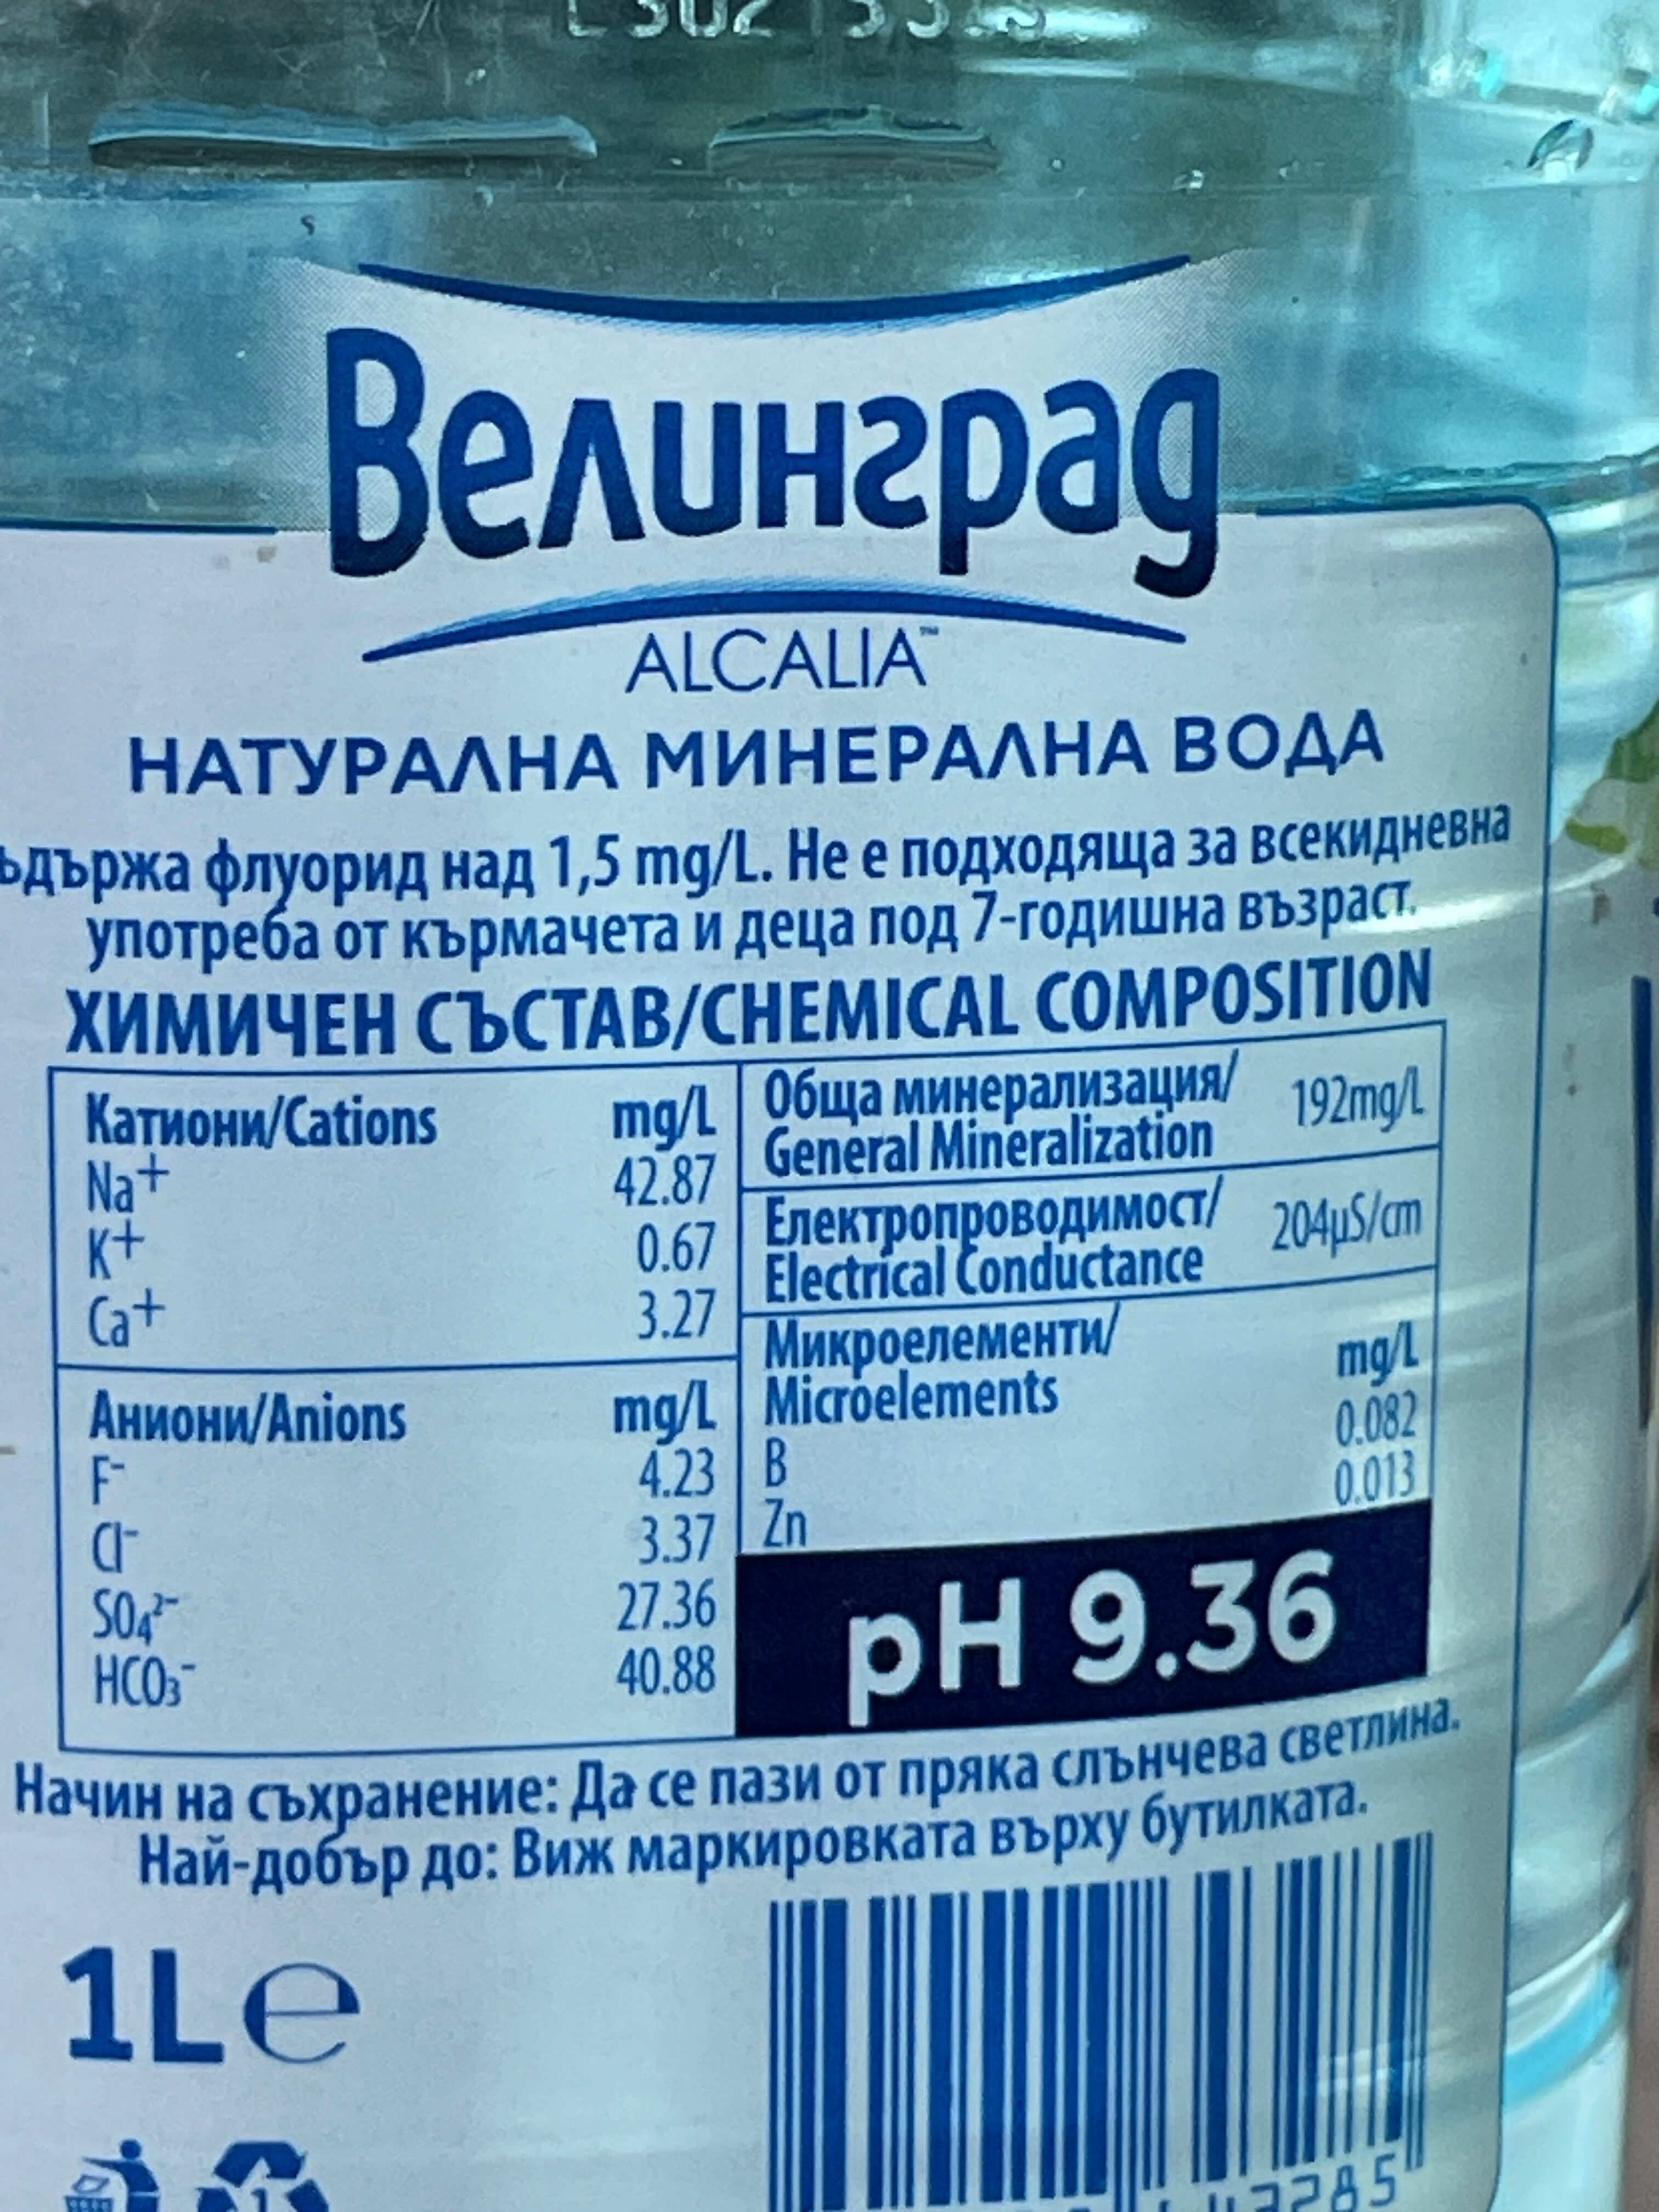 Велинград
ALCALIA™
НАТУРАЛНА МИНЕРАЛНА ВОДА
флуорид над 1,5 mg/L. Не е подходяща за всекидневна
употреба от кърмачета и деца под 7-годишна възраст.
ХИМИЧЕН СЪСТАВ/CHEMICAL COMPOSITION
Катиони/Cations mg/L
Na+ 42.87
K+ 0.67
Ca+ 3.27
Аниони/Anions mg/L
F⁻ 4.23
Cl⁻ 3.37
SO₄²⁻ 27.36
HCO₃⁻ 40.88
Обща минерализация/
General Mineralization 192mg/L
Електропроводимост/
Electrical Conductance 204µS/cm
Микроелементи/
Microelements mg/L
B 0.082
Zn 0.013
pH 9.36
Начин на съхранение: Да се пази от пряка слънчева светлина.
Най-добър до: Виж маркировката върху бутилката.
1L℮